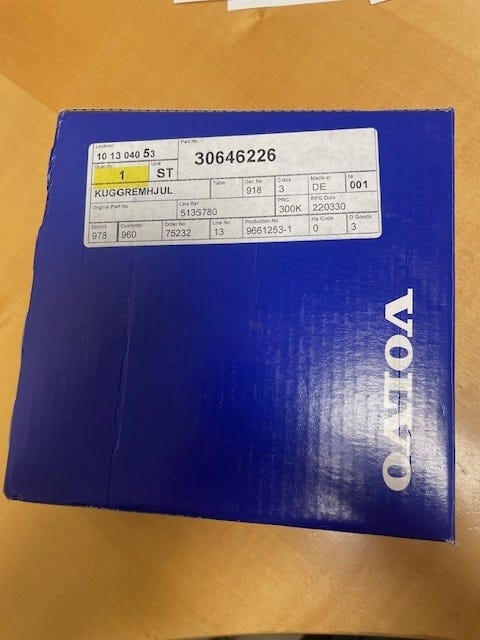 Location
10 13 040 53
Part No
30646226
Quantity
1
Unit
ST
KUGGREMHJUL
Table
Del. No
918
Class
3
Made in
DE
Nr
001
Original Part No
Line Ref
5135780
PRC
300K
RFS Date
220330
District
978
Customer
960
Order No
75232
Line No
13
Production No
9661253-1
Ha Code
0
D.Goods
3
VOLVO